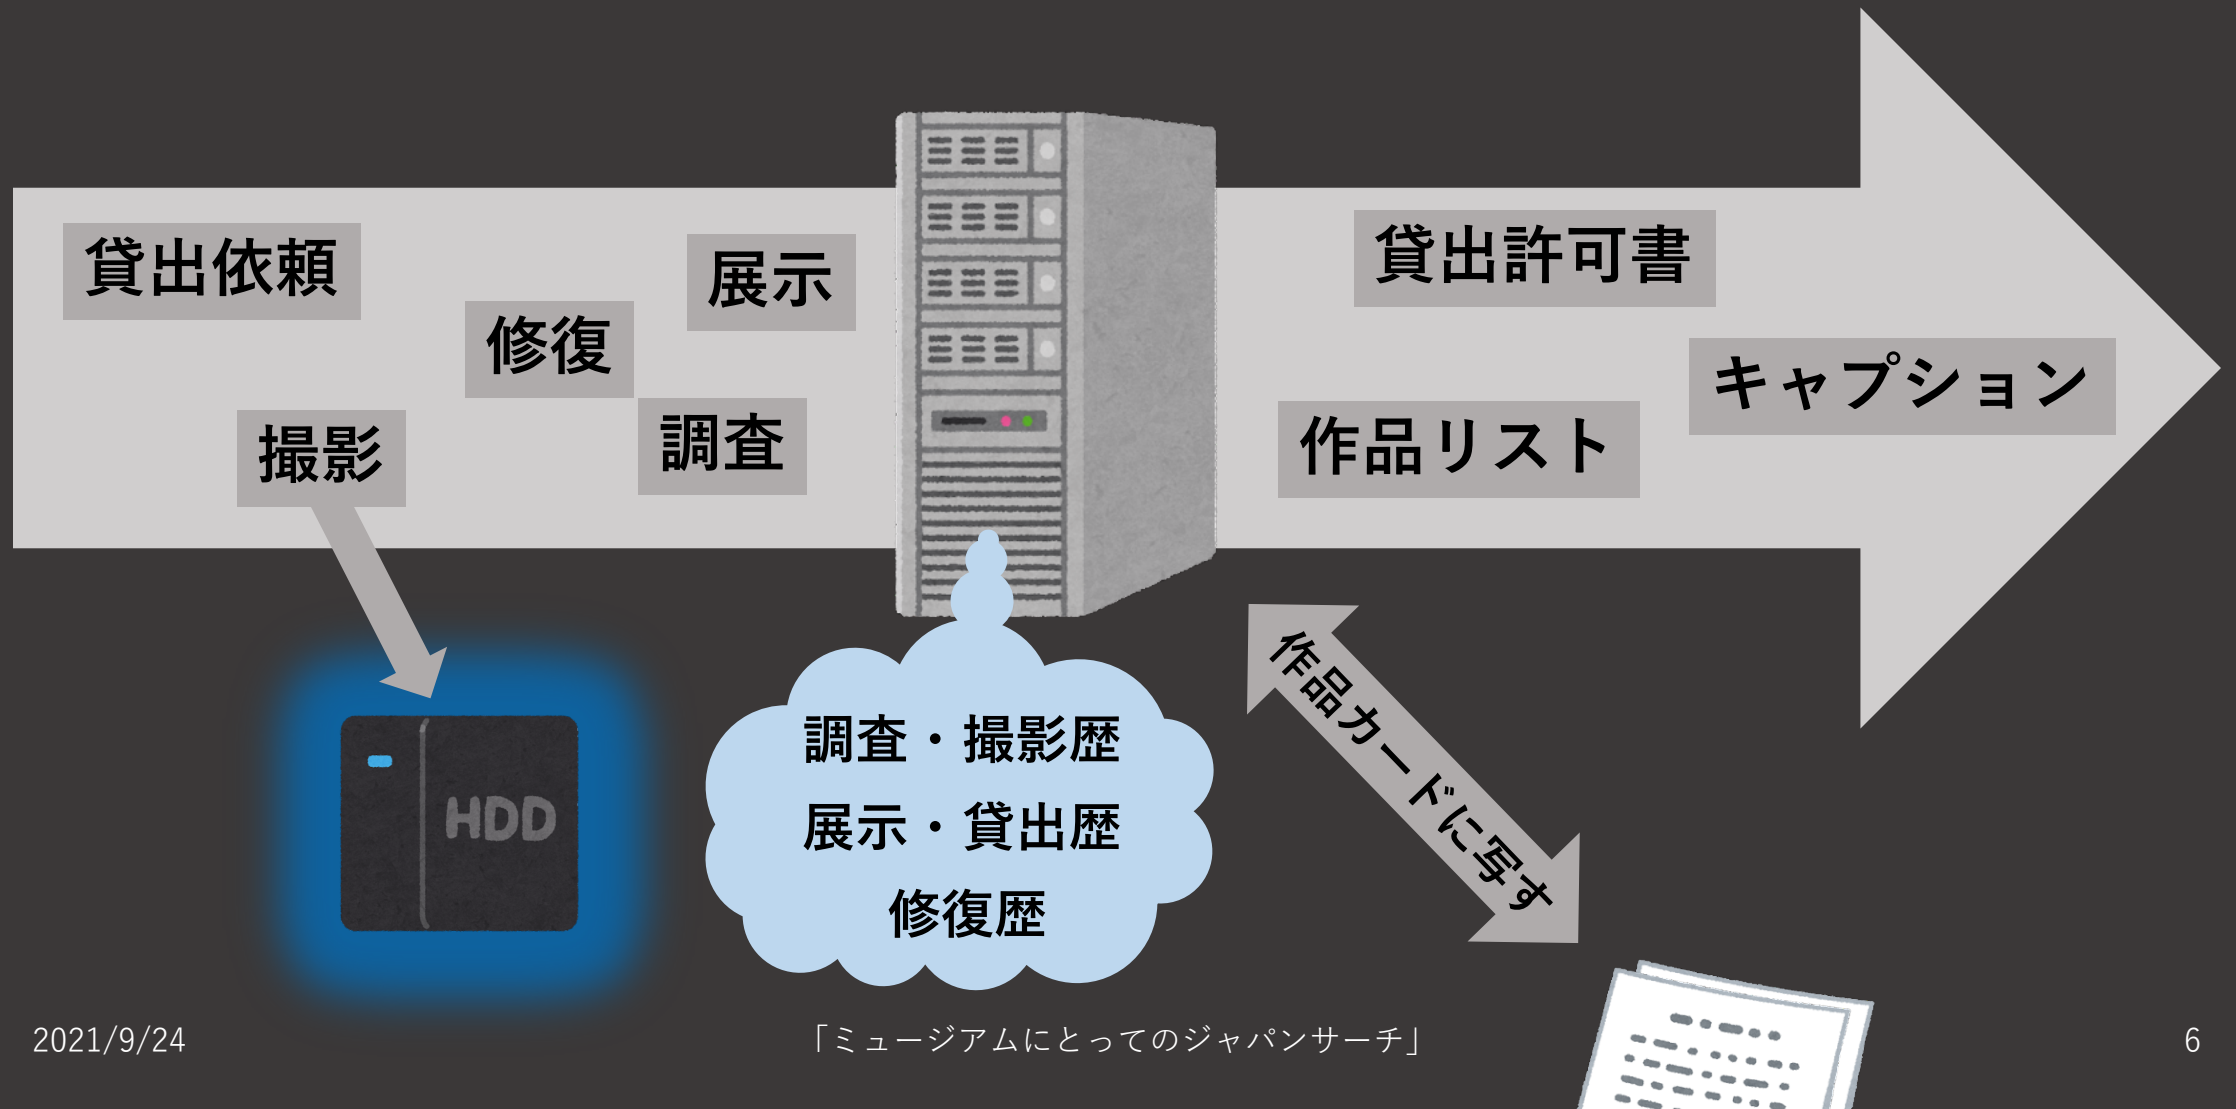 貸出依頼
修復
展示
撮影
調査
貸出許可書
キャプション
作品リスト
HDD
調査・撮影歴
展示・貸出歴
修復歴
作品カードに写す
2021/9/24
「ミュージアムにとってのジャパンサーチ」
6